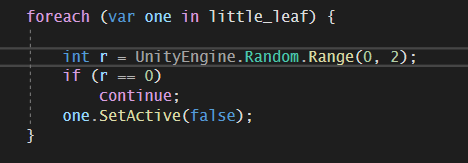 foreach (var one in little_leaf) {
int r = UnityEngine.Random.Range(0, 2);
if (r == 0)
continue;
one.SetActive(false);
}